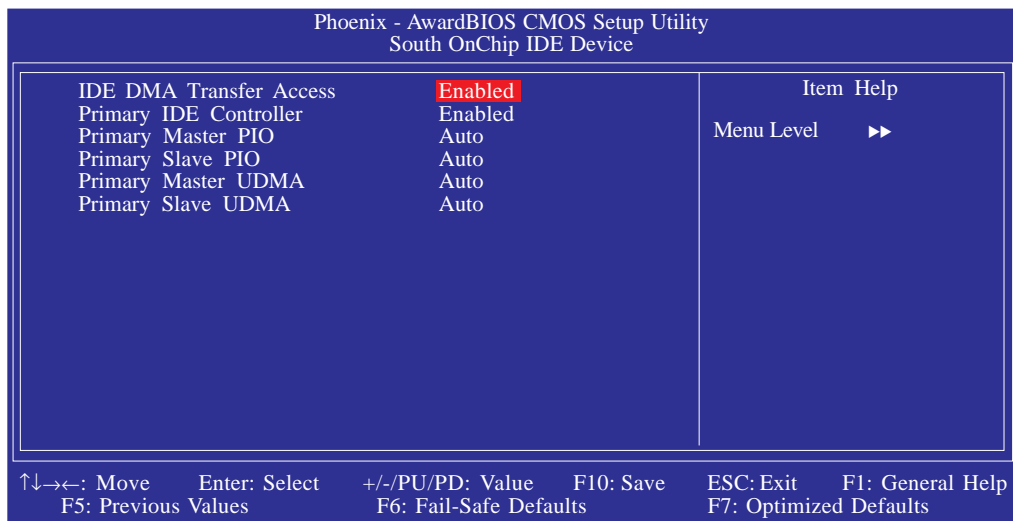 Phoenix - AwardBIOS CMOS Setup Utility
South OnChip IDE Device
IDE DMA Transfer Access Enabled
Primary IDE Controller Enabled
Primary Master PIO Auto
Primary Slave PIO Auto
Primary Master UDMA Auto
Primary Slave UDMA Auto
Item Help
Menu Level ▶▶
↑↓→←: Move Enter: Select +/-/PU/PD: Value F10: Save ESC: Exit F1: General Help
F5: Previous Values F6: Fail-Safe Defaults F7: Optimized Defaults